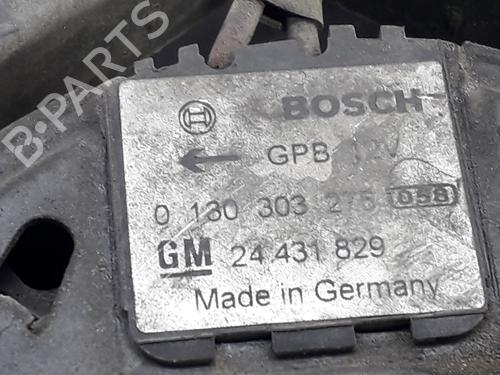 B-PARTS
BOSCH
GPB 12V
0 130 303 275 058
GM 24 431 829
Made in Germany